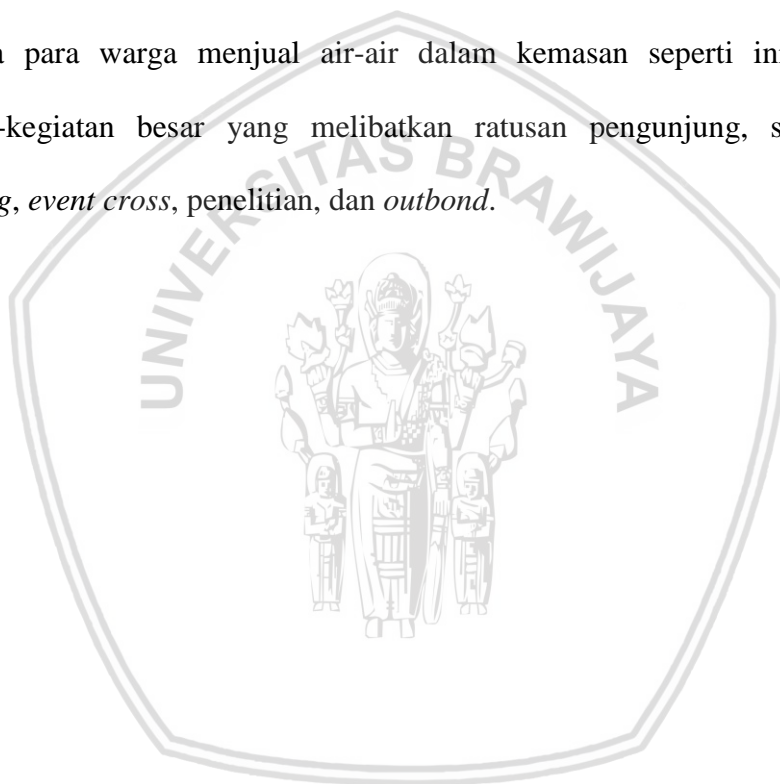 para warga menjual air-air dalam kemasan seperti
-kegiatan besar yang melibatkan ratusan pengunjung,
event cross, penelitian, dan outbond.
UNIVERSITAS BRAWIJAYA